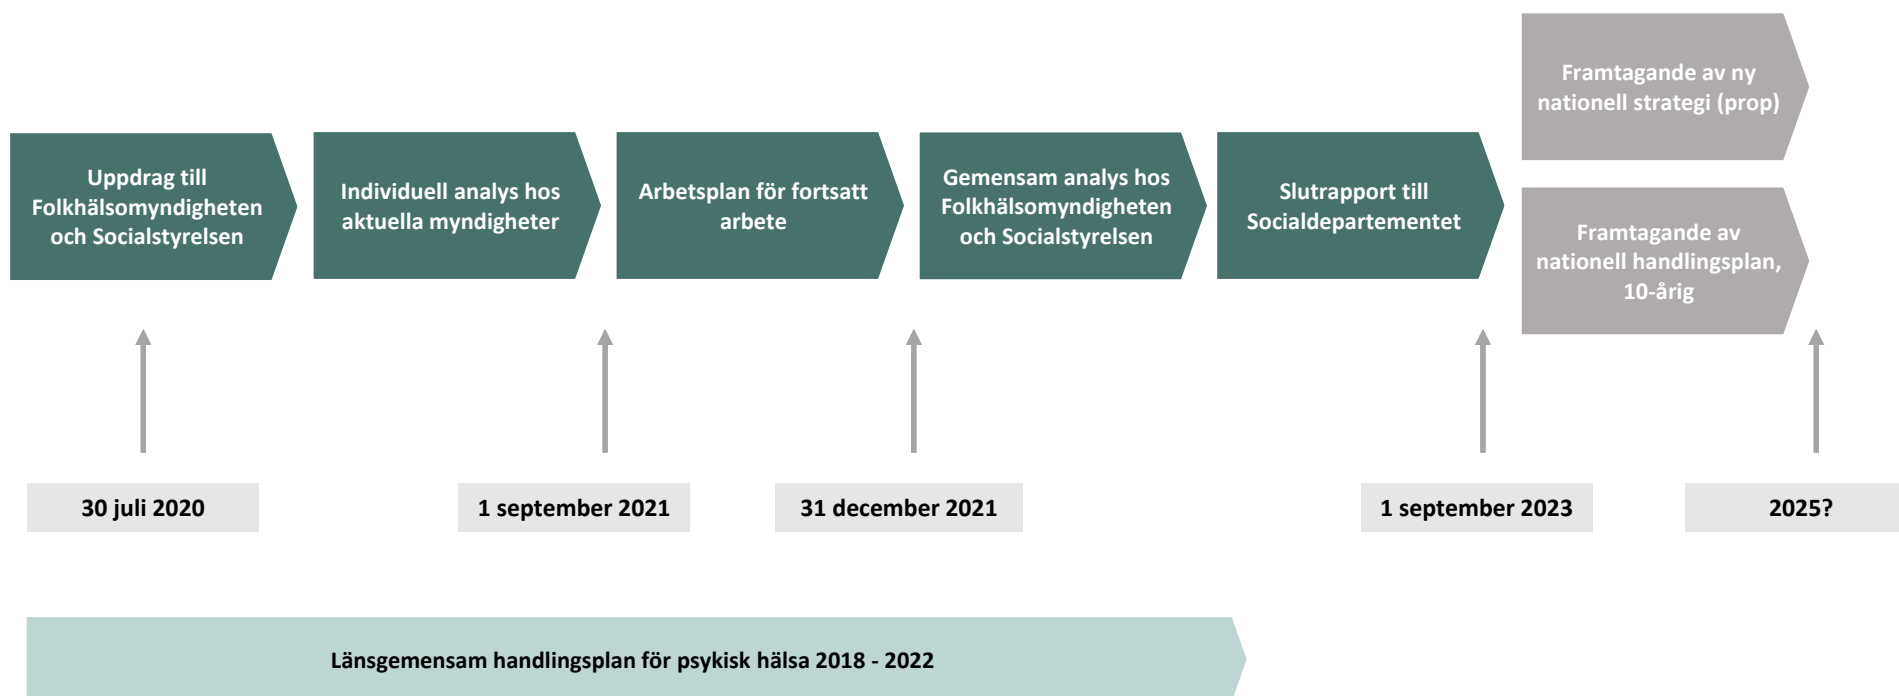 Uppdrag till
Folkhälsomyndigheten
och Socialstyrelsen
Individuell analys hos
aktuella myndigheter
Arbetsplan för fortsatt
arbete
Gemensam analys hos
Folkhälsomyndigheten
och Socialstyrelsen
Slutrapport till
Socialdepartementet
Framtagande av ny
nationell strategi (prop)
Framtagande av
nationell handlingsplan,
10-årig
30 juli 2020
1 september 2021
31 december 2021
1 september 2023
2025?
Länsgemensam handlingsplan för psykisk hälsa 2018 - 2022